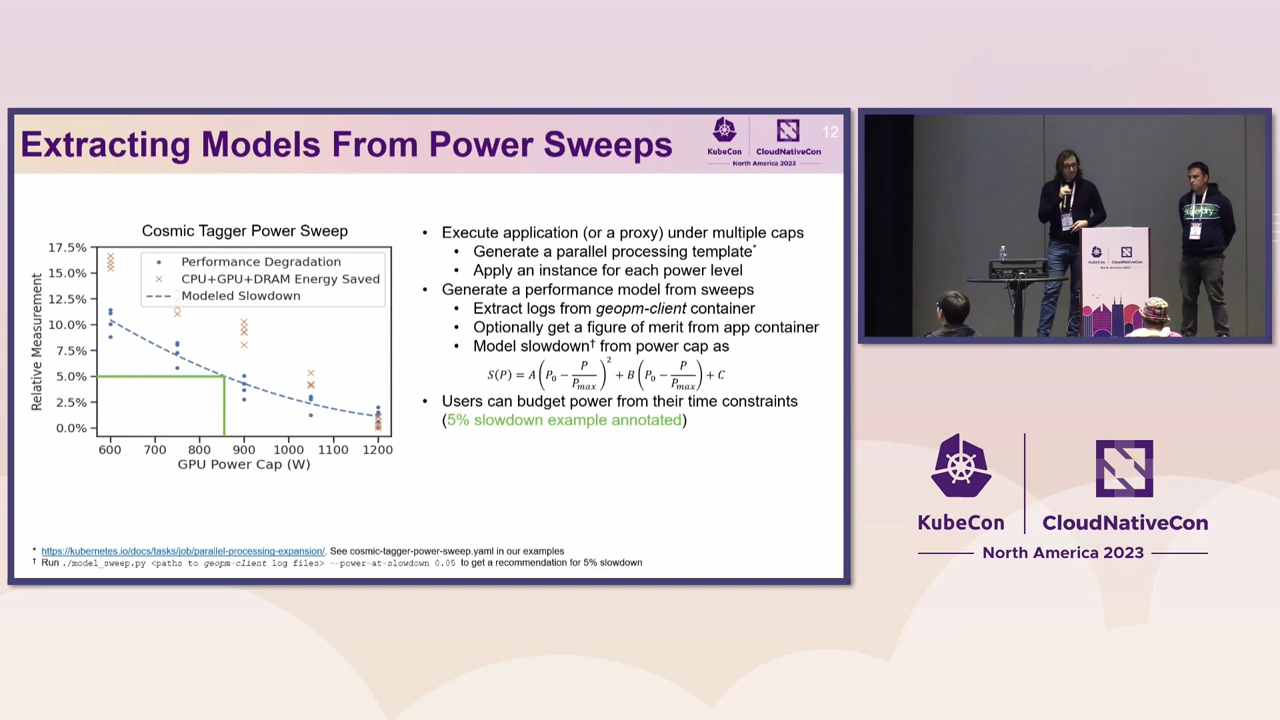 Extracting Models From Power Sweeps
KubeCon
CloudNativeCon
North America 2023
12
Cosmic Tagger Power Sweep
17.5%
15.0%
12.5%
10.0%
7.5%
5.0%
2.5%
0.0%
Relative Measurement
Performance Degradation
CPU+GPU+DRAM Energy Saved
Modeled Slowdown
600 700 800 900 1000 1100 1200
GPU Power Cap (W)
• Execute application (or a proxy) under multiple caps
• Generate a parallel processing template*
• Apply an instance for each power level
• Generate a performance model from sweeps
• Extract logs from geopm-client container
• Optionally get a figure of merit from app container
• Model slowdown† from power cap as
S(P) = A(P₀ − P/Pmax)² + B(P₀ − P/Pmax) + C
• Users can budget power from their time constraints
(5% slowdown example annotated)
* https://kubernetes.io/docs/tasks/job/parallel-processing-expansion/. See cosmic-tagger-power-sweep.yaml in our examples
† Run ./model_sweep.py <paths to geopm-client log files> --power-at-slowdown 0.05 to get a recommendation for 5% slowdown
KubeCon
CloudNativeCon
North America 2023